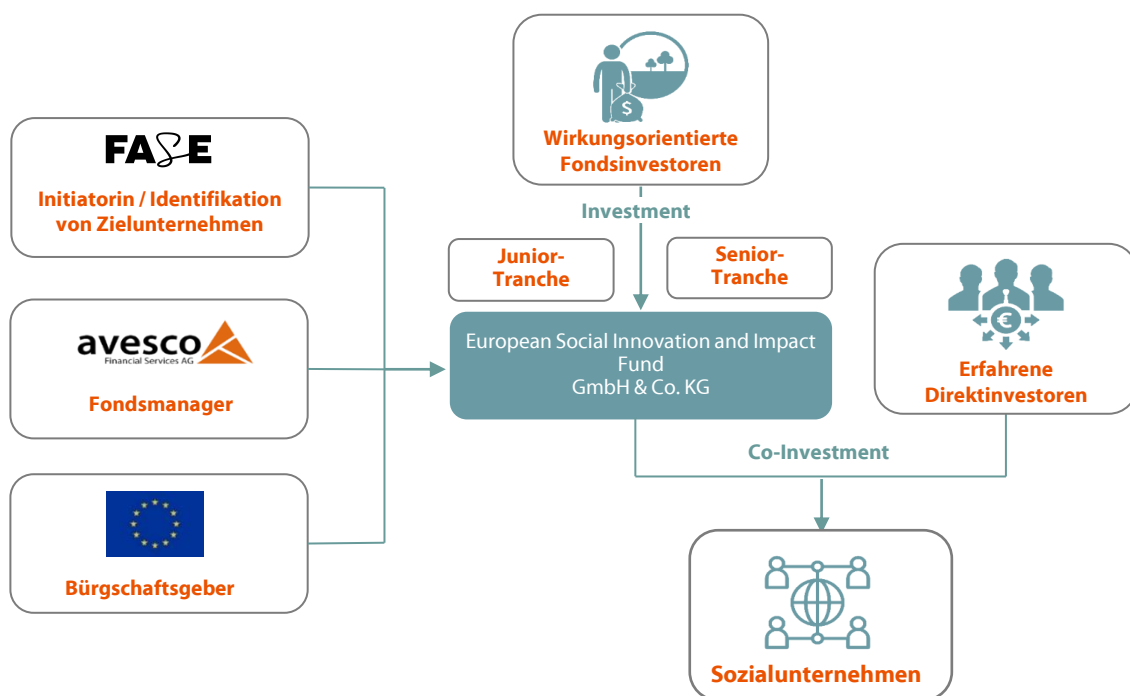 $
Wirkungsorientierte
Fondsinvestoren
FASE
Initiatorin / Identifikation
von Zielunternehmen
Investment
Junior-
Tranche
Senior-
Tranche
€
Erfahrene
Direktinvestoren
avesco
Financial Services AG
Fondsmanager
European Social Innovation and Impact
Fund
GmbH & Co. KG
Co-Investment
Bürgschaftsgeber
Sozialunternehmen